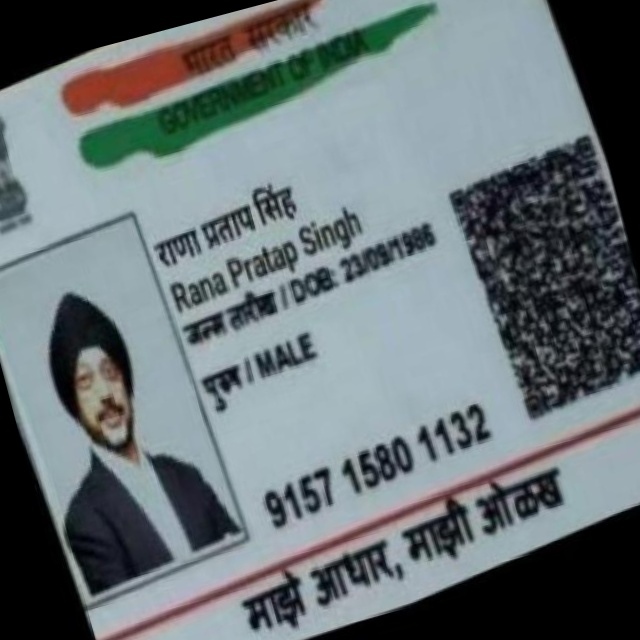 भारत सरकार
GOVERNMENT OF INDIA
राणा प्रताप सिंह
Rana Pratap Singh
जन्म तारीख / DOB: 23/09/1986
पुरुष / MALE
9157 1580 1132
माझे आधार, माझी ओळख